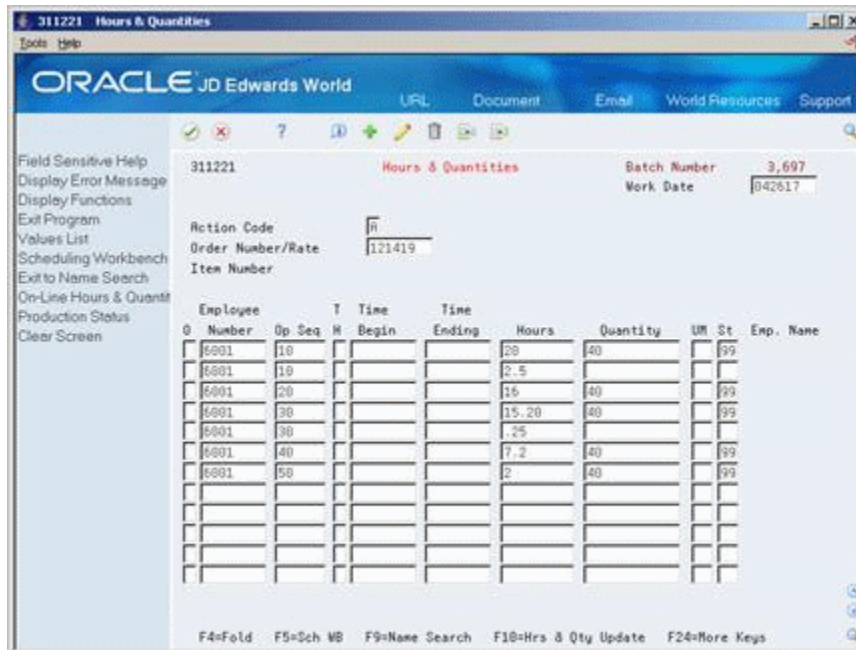 311221 Hours & Quantities
Tools Help
ORACLE JD Edwards World
URL Document Email World Resources Support
Field Sensitive Help
Display Error Message
Display Functions
Exit Program
Values List
Scheduling Workbench
Exit to Name Search
On-Line Hours & Quantit
Production Status
Clear Screen
311221 Hours & Quantities Batch Number 3,697
Work Date 042617
Action Code A
Order Number/Rate 121419
Item Number
Employee T Time Time
O Number Op Seq H Begin Ending Hours Quantity UM St Emp. Name
6001 10 20 40 99
6001 10 2.5
6001 20 16 40 99
6001 30 15.20 40 99
6001 30 .25
6001 40 7.2 40 99
6001 50 2 40 99
F4=Fold F5=Sch WB F9=Name Search F10=Hrs & Qty Update F24=More Keys